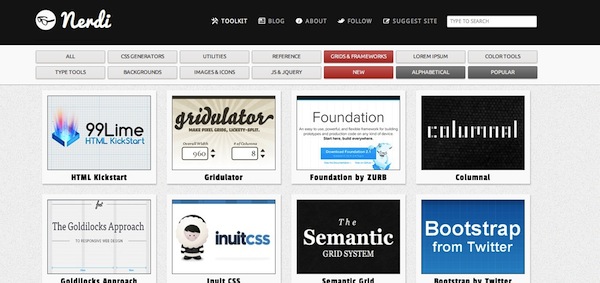 Nerdi
TOOLKIT BLOG ABOUT FOLLOW SUGGEST SITE TYPE TO SEARCH
ALL CSS GENERATORS UTILITIES REFERENCE GRIDS & FRAMEWORKS LOREM IPSUM COLOR TOOLS
TYPE TOOLS BACKGROUNDS IMAGES & ICONS JS & JQUERY NEW ALPHABETICAL POPULAR
99Lime
HTML KickStart
HTML Kickstart
gridulator
MAKE PIXEL GRIDS, LICKETY-SPLIT.
Overall Width # of Columns
960 8
Gridulator
Foundation
An easy to use, powerful, and flexible framework for building
prototypes and production code on any kind of device.
Start here, build everywhere.
Download Foundation 2.1
Foundation by ZURB
columnal
Columnal
The Goldilocks Approach
TO RESPONSIVE WEB DESIGN
Goldilocks Approach
inuitcss
Inuit CSS
The
Semantic
GRID SYSTEM
Semantic Grid
Bootstrap
from Twitter
Bootstrap by Twitter